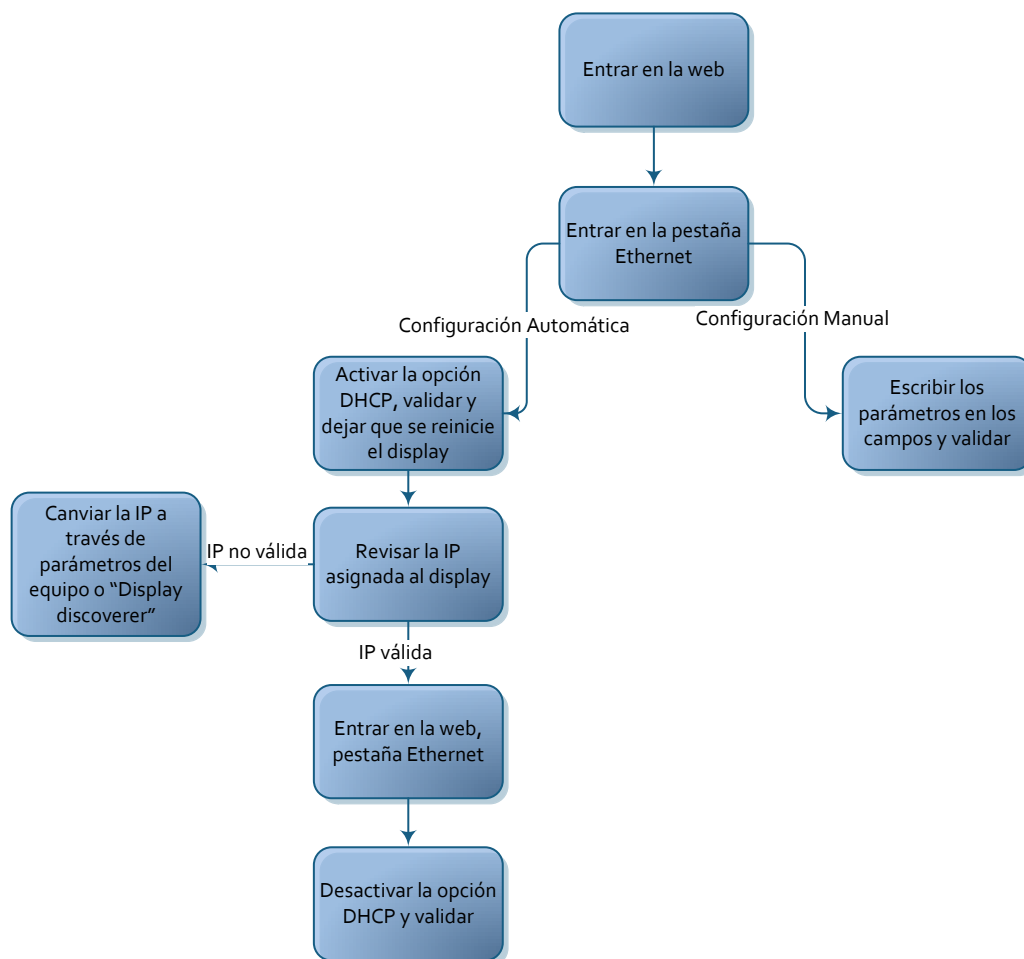 Entrar en la web
Entrar en la pestaña
Ethernet
Configuración Automática
Configuración Manual
Activar la opción
DHCP, validar y
dejar que se reinicie
el display
Escribir los
parámetros en los
campos y validar
Canviar la IP a
través de
parámetros del
equipo o “Display
discoverer”
IP no válida
Revisar la IP
asignada al display
IP válida
Entrar en la web,
pestaña Ethernet
Desactivar la opción
DHCP y validar